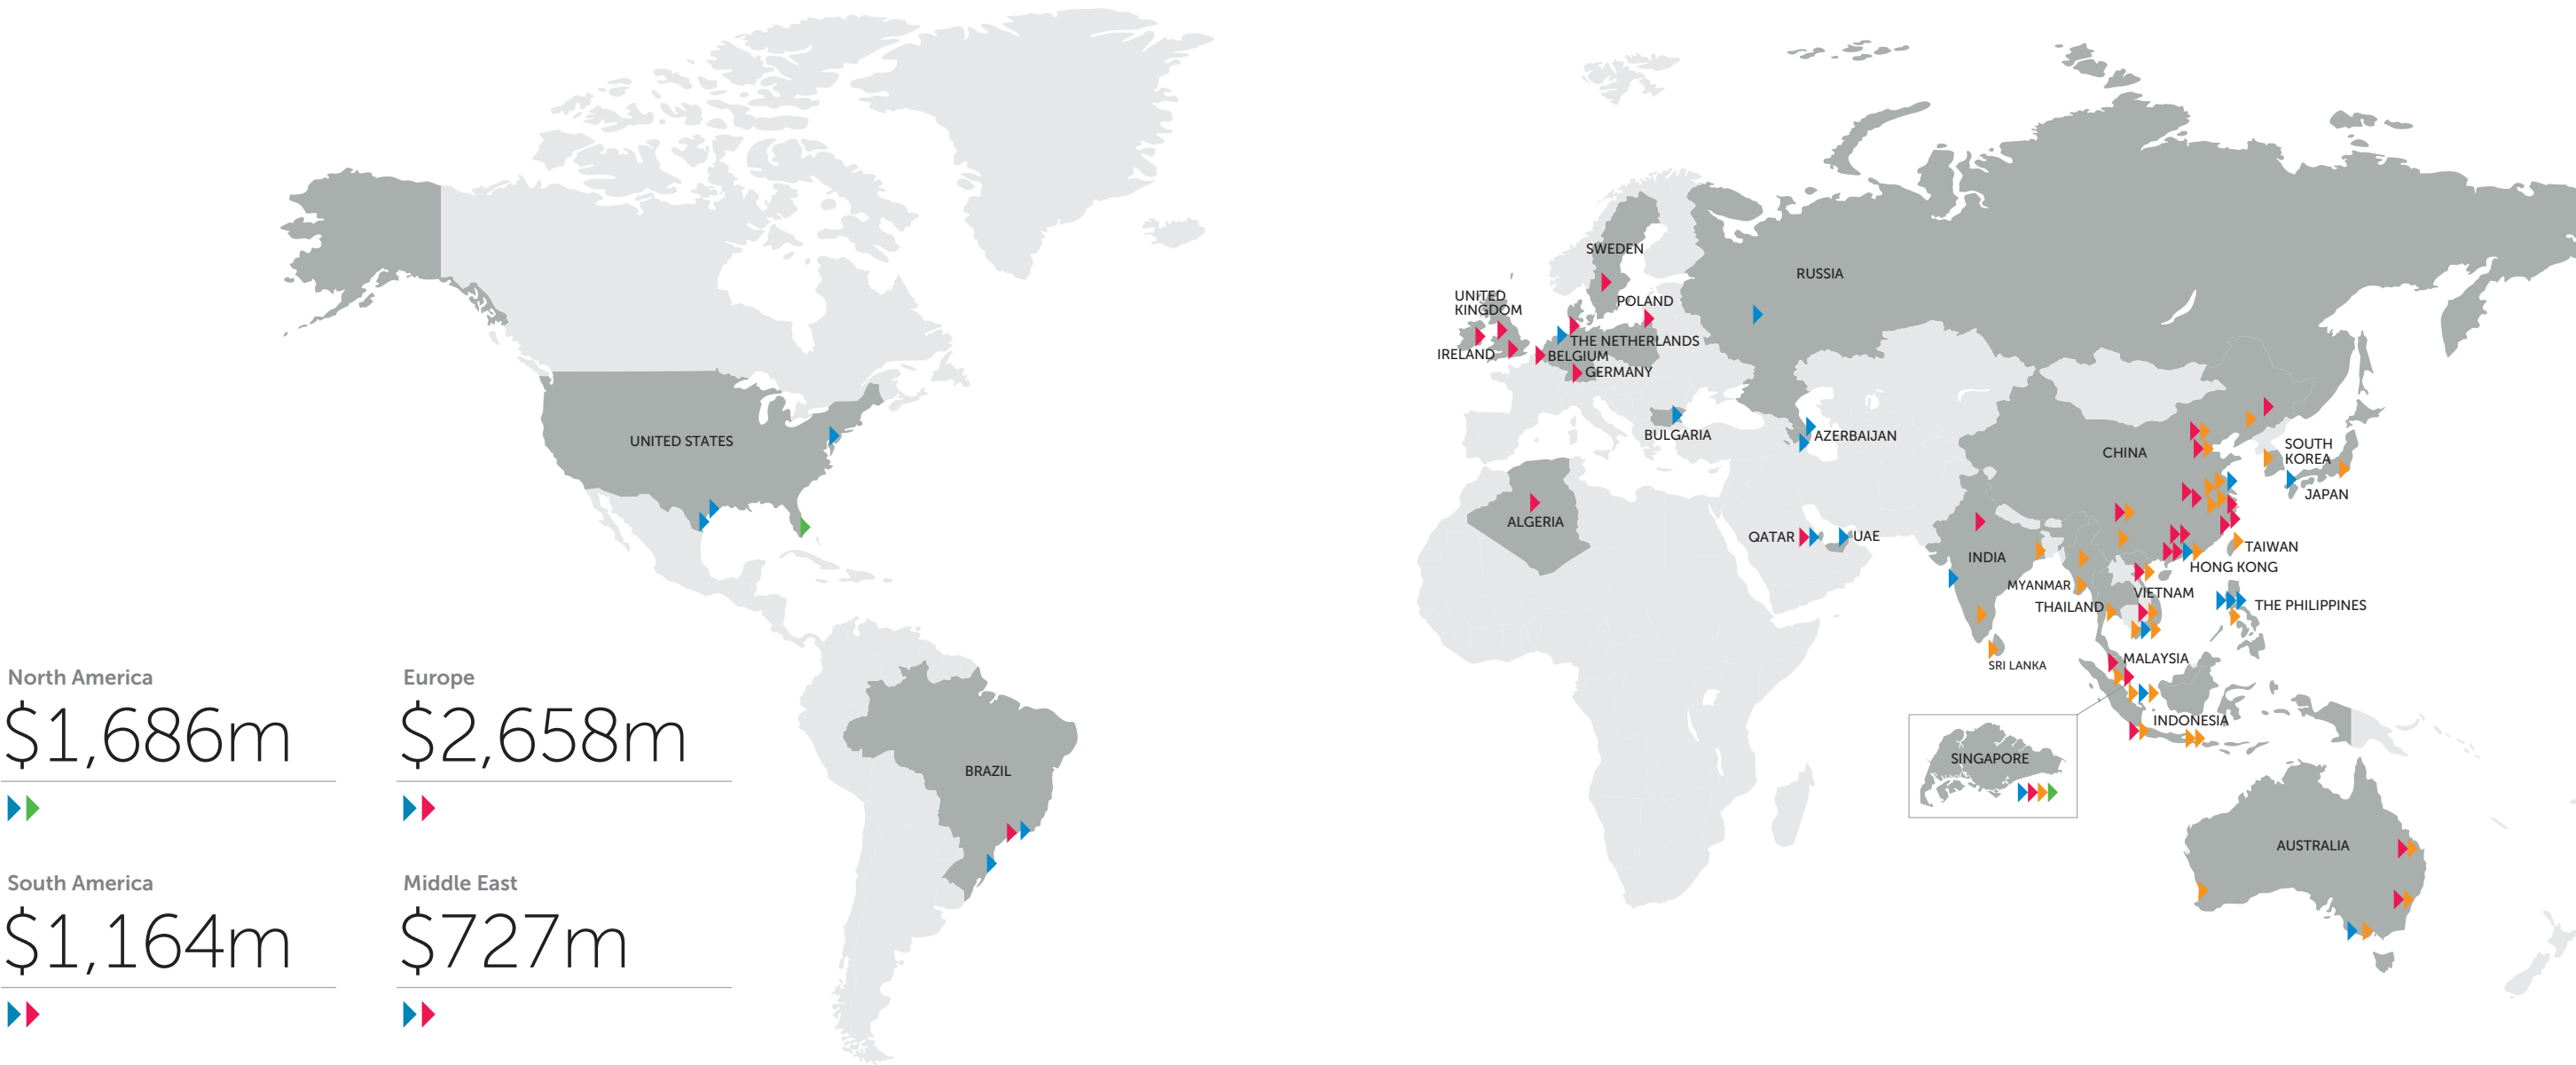 SWEDEN
RUSSIA
UNITED
KINGDOM
POLAND
THE NETHERLANDS
IRELAND
BELGIUM
GERMANY
BULGARIA
AZERBAIJAN
UNITED STATES
CHINA
SOUTH
KOREA
JAPAN
ALGERIA
QATAR
UAE
INDIA
TAIWAN
HONG KONG
MYANMAR
VIETNAM
THAILAND
THE PHILIPPINES
SRI LANKA
MALAYSIA
INDONESIA
SINGAPORE
BRAZIL
AUSTRALIA
North America
$1,686m
Europe
$2,658m
South America
$1,164m
Middle East
$727m